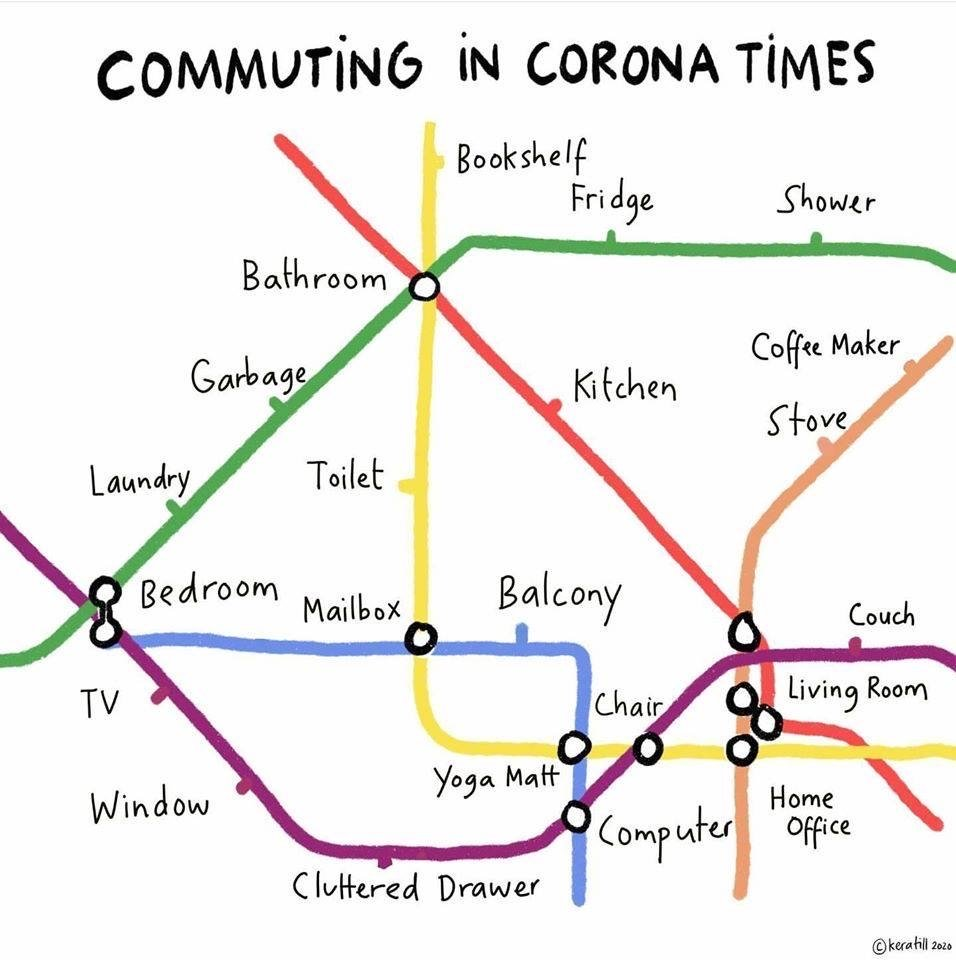 COMMUTING IN CORONA TIMES
Bookshelf
Fridge
Shower
Bathroom
Coffee Maker
Garbage
Kitchen
Stove
Laundry
Toilet
Bedroom
Mailbox
Balcony
Couch
TV
Chair
Living Room
Yoga Matt
Window
Computer
Home
Office
Cluttered Drawer
©keratill 2020